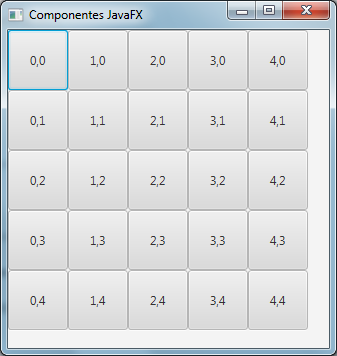 Componentes JavaFX
0,0 1,0 2,0 3,0 4,0
0,1 1,1 2,1 3,1 4,1
0,2 1,2 2,2 3,2 4,2
0,3 1,3 2,3 3,3 4,3
0,4 1,4 2,4 3,4 4,4